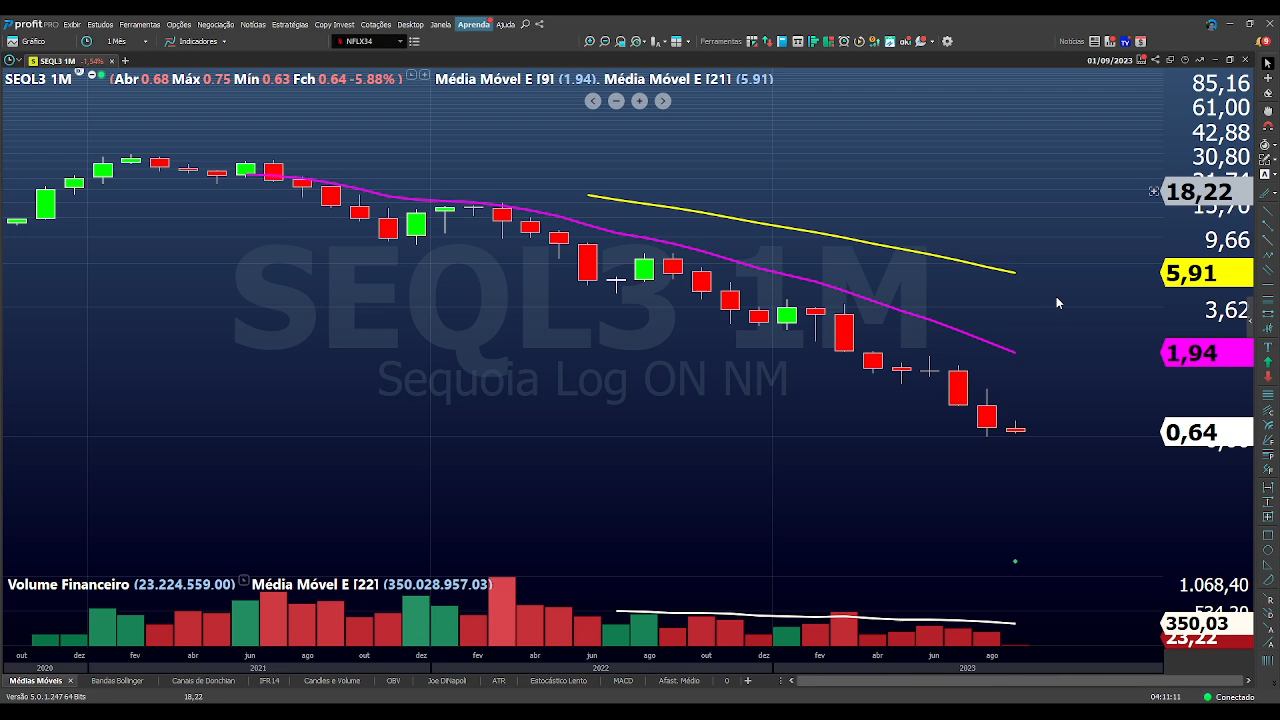 profit PRO Exibir Estudos Ferramentas Opções Negociação Notícias Estratégias Copy Invest Cotações Desktop Janela Aprenda Ajuda
Gráfico 1 Mês Indicadores NFLX34 Ferramentas Notícias 9
SEQL3 1M -1,54% 01/09/2023
SEQL3 1M (Abr 0.68 Máx 0.75 Mín 0.63 Fch 0.64 -5.88% ) Média Móvel E [9] (1.94). Média Móvel E [21] (5.91)
85,16
61,00
42,88
30,80
18,22
9,66
5,91
3,62
1,94
0,64
SEQL3 1M
Sequoia Log ON NM
Volume Financeiro (23.224.559.00) Média Móvel E [22] (350.028.957.03)
1.068,40
350,03
23,22
out dez fev abr jun ago out dez fev abr jun ago out dez fev abr jun ago
2020 2021 2022 2023
Médias Móveis Bandas Bollinger Canais de Donchian IFR.14 Candles e Volume OBV Joe DiNapoli ATR Estocástico Lento MACD Afast. Médio 0
Versão 5.0.1.247 64 Bits 18,22 04:11:11 Conectado